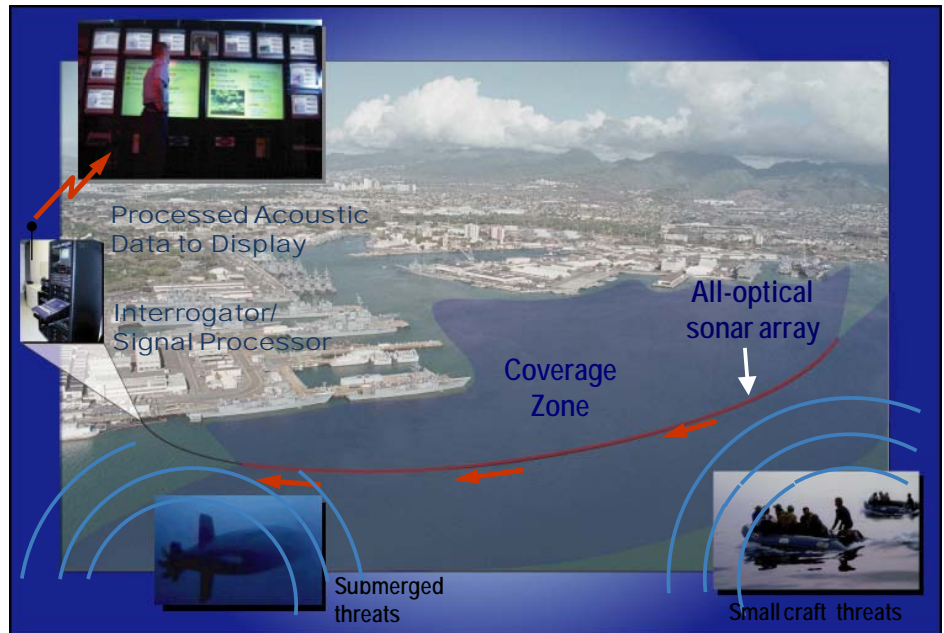 Processed Acoustic
Data to Display
Interrogator/
Signal Processor
All-optical
sonar array
Coverage
Zone
Submerged
threats
Small craft threats